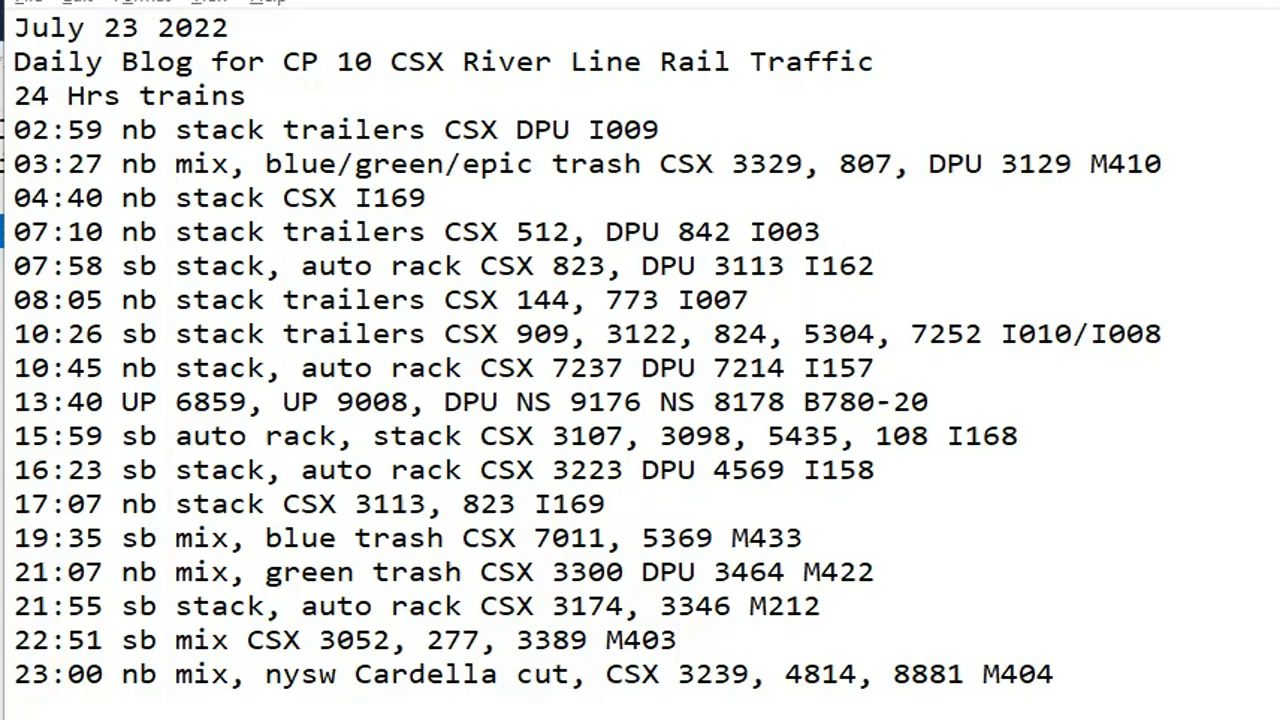 July 23 2022
Daily Blog for CP 10 CSX River Line Rail Traffic
24 Hrs trains
02:59 nb stack trailers CSX DPU I009
03:27 nb mix, blue/green/epic trash CSX 3329, 807, DPU 3129 M410
04:40 nb stack CSX I169
07:10 nb stack trailers CSX 512, DPU 842 I003
07:58 sb stack, auto rack CSX 823, DPU 3113 I162
08:05 nb stack trailers CSX 144, 773 I007
10:26 sb stack trailers CSX 909, 3122, 824, 5304, 7252 I010/I008
10:45 nb stack, auto rack CSX 7237 DPU 7214 I157
13:40 UP 6859, UP 9008, DPU NS 9176 NS 8178 B780-20
15:59 sb auto rack, stack CSX 3107, 3098, 5435, 108 I168
16:23 sb stack, auto rack CSX 3223 DPU 4569 I158
17:07 nb stack CSX 3113, 823 I169
19:35 sb mix, blue trash CSX 7011, 5369 M433
21:07 nb mix, green trash CSX 3300 DPU 3464 M422
21:55 sb stack, auto rack CSX 3174, 3346 M212
22:51 sb mix CSX 3052, 277, 3389 M403
23:00 nb mix, nysw Cardella cut, CSX 3239, 4814, 8881 M404